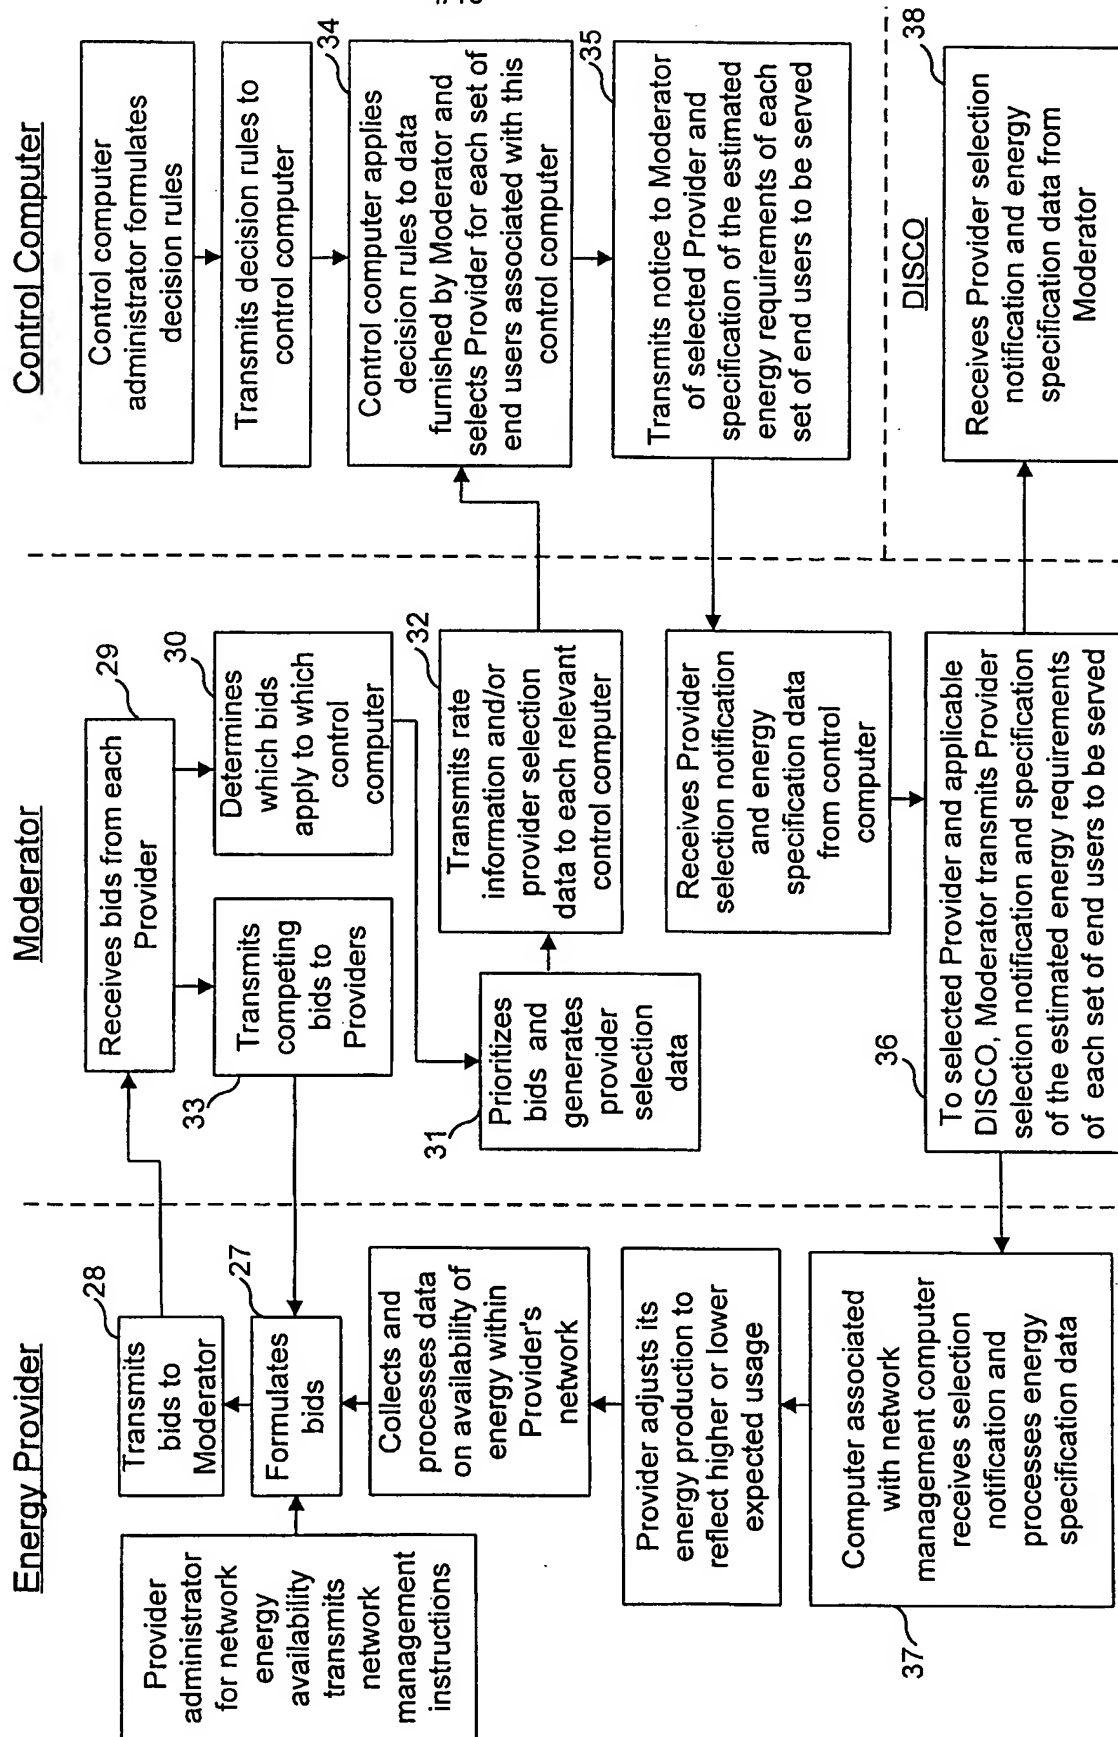 Energy Provider
Provider
administrator
for network
energy
availability
transmits
network
management
instructions
28
Transmits
bids to
Moderator
27
Formulates
bids
Collects and
processes data
on availability of
energy within
Provider's
network
Provider adjusts its
energy production to
reflect higher or lower
expected usage
Computer associated
with network
management computer
receives selection
notification and
processes energy
specification data
37
Moderator
Receives bids from each
Provider
29
Transmits
competing
bids to
Providers
33
Determines
which bids
apply to which
control
computer
30
Prioritizes
bids and
generates
provider
selection
data
31
Transmits rate
information and/or
provider selection
data to each relevant
control computer
32
Receives Provider
selection notification
and energy
specification data
from control
computer
To selected Provider and applicable
DISCO, Moderator transmits Provider
selection notification and specification
of the estimated energy requirements
of each set of end users to be served
36
Control Computer
Control computer
administrator formulates
decision rules
Transmits decision rules to
control computer
34
Control computer applies
decision rules to data
furnished by Moderator and
selects Provider for each set of
end users associated with this
control computer
35
Transmits notice to Moderator
of selected Provider and
specification of the estimated
energy requirements of each
set of end users to be served
DISCO
38
Receives Provider selection
notification and energy
specification data from
Moderator